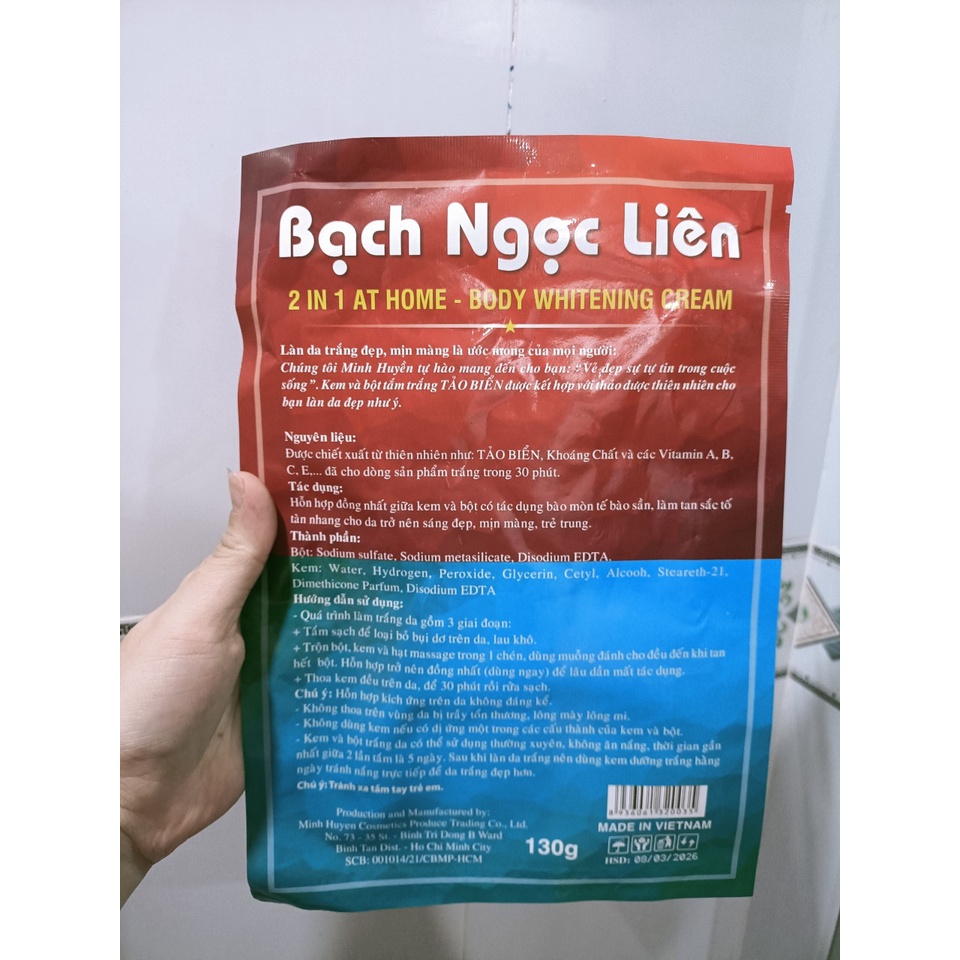 Bạch Ngọc Liên
2 IN 1 AT HOME - BODY WHITENING CREAM
Làn da trắng đẹp, mịn màng là ước mong của mọi người:
Chúng tôi Minh Huyền tự hào mang đến cho bạn: "Vẻ đẹp sự tự tin trong cuộc
sống". Kem và bột tắm trắng TẢO BIỂN được kết hợp với thảo dược thiên nhiên cho
bạn làn da đẹp như ý.
Nguyên liệu:
Được chiết xuất từ thiên nhiên như: TẢO BIỂN, Khoáng Chất và các Vitamin A, B,
C, E,... đã cho dòng sản phẩm trắng trong 30 phút.
Tác dụng:
Hỗn hợp đồng nhất giữa kem và bột có tác dụng bào mòn tế bào sần, làm tan sắc tố
tàn nhang cho da trở nên sáng đẹp, mịn màng, trẻ trung.
Thành phần:
Bột: Sodium sulfate, Sodium metasilicate, Disodium EDTA.
Kem: Water, Hydrogen, Peroxide, Glycerin, Cetyl, Alcooh, Steareth-21,
Dimethicone Parfum, Disodium EDTA
Hướng dẫn sử dụng:
- Quá trình làm trắng da gồm 3 giai đoạn:
+ Tắm sạch để loại bỏ bụi dơ trên da, lau khô.
+ Trộn bột, kem và hạt massage trong 1 chén, dùng muỗng đánh cho đều đến khi tan
hết bột. Hỗn hợp trở nên đồng nhất (dùng ngay) để lâu dần mất tác dụng.
+ Thoa kem đều trên da, để 30 phút rồi rửa sạch.
Chú ý: Hỗn hợp kích ứng trên da không đáng kể.
- Không thoa trên vùng da bị trầy tổn thương, lông mày lông mi.
- Không dùng kem nếu có dị ứng một trong các cấu thành của kem và bột.
- Kem và bột trắng da có thể sử dụng thường xuyên, không ăn nắng, thời gian gần
nhất giữa 2 lần tắm là 5 ngày. Sau khi làn da trắng nên dùng kem dưỡng trắng hằng
ngày tránh nắng trực tiếp để da trắng đẹp hơn.
Chú ý: Tránh xa tầm tay trẻ em.
Production and Manufactured by:
Minh Huyen Cosmetics Produce Trading Co., Ltd.
No. 73 - 35 St. - Binh Tri Dong B Ward
Binh Tan Dist. - Ho Chi Minh City
SCB: 001014/21/CBMP-HCM
130g
8936061320035
MADE IN VIETNAM
HSD: 08/03/2026